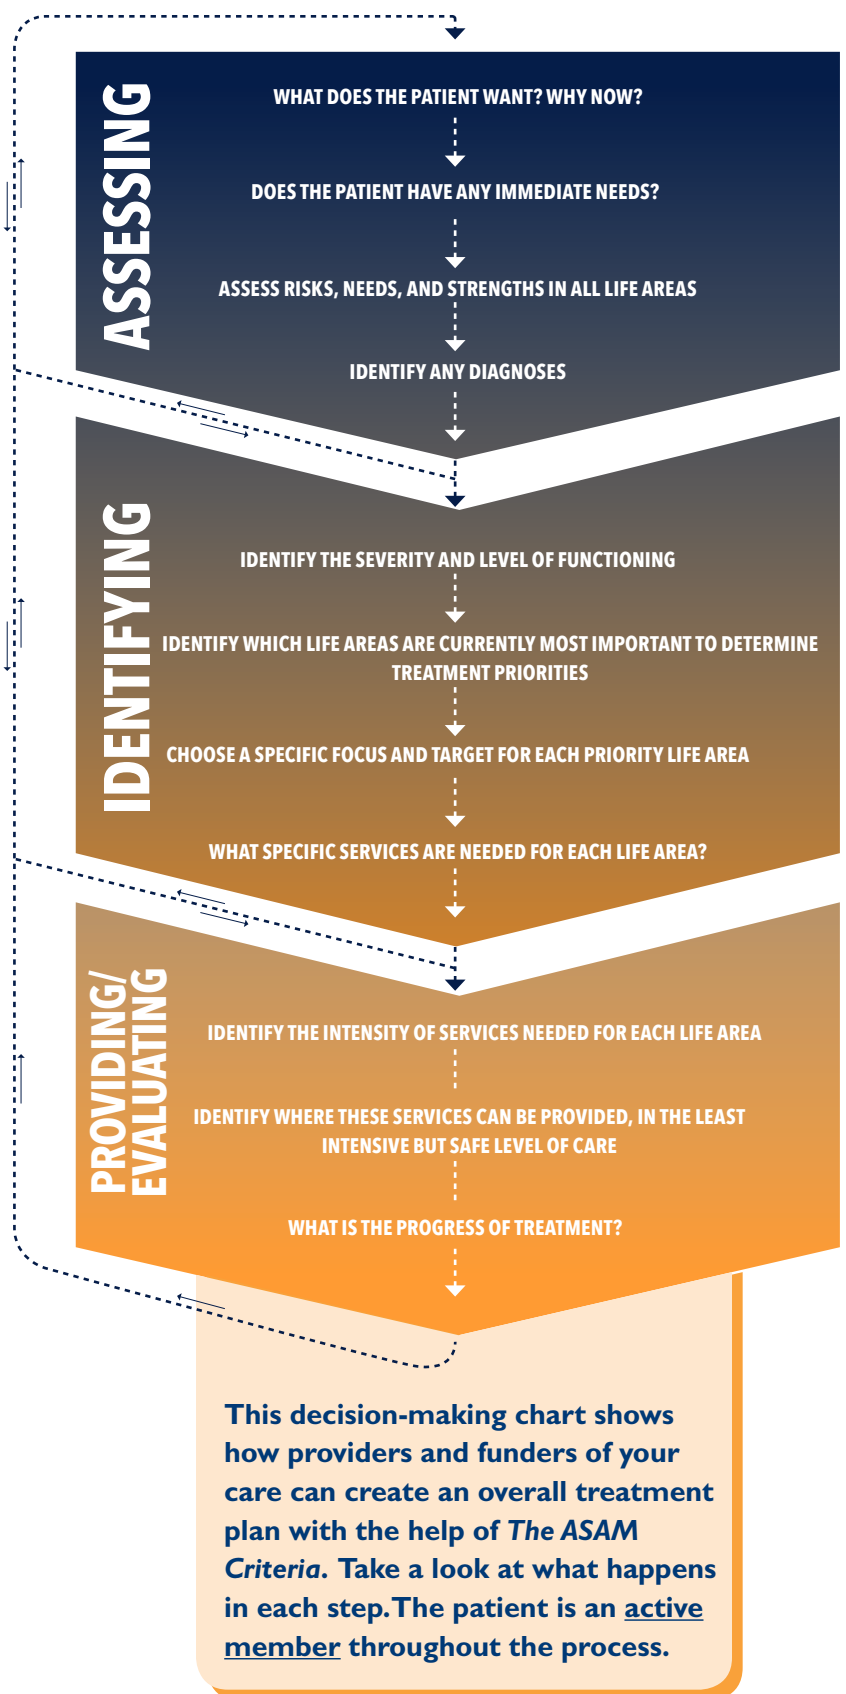 ASSESSING
WHAT DOES THE PATIENT WANT? WHY NOW?
DOES THE PATIENT HAVE ANY IMMEDIATE NEEDS?
ASSESS RISKS, NEEDS, AND STRENGTHS IN ALL LIFE AREAS
IDENTIFY ANY DIAGNOSES
IDENTIFYING
IDENTIFY THE SEVERITY AND LEVEL OF FUNCTIONING
IDENTIFY WHICH LIFE AREAS ARE CURRENTLY MOST IMPORTANT TO DETERMINE
TREATMENT PRIORITIES
CHOOSE A SPECIFIC FOCUS AND TARGET FOR EACH PRIORITY LIFE AREA
WHAT SPECIFIC SERVICES ARE NEEDED FOR EACH LIFE AREA?
PROVIDING/
EVALUATING
IDENTIFY THE INTENSITY OF SERVICES NEEDED FOR EACH LIFE AREA
IDENTIFY WHERE THESE SERVICES CAN BE PROVIDED, IN THE LEAST
INTENSIVE BUT SAFE LEVEL OF CARE
WHAT IS THE PROGRESS OF TREATMENT?
This decision-making chart shows
how providers and funders of your
care can create an overall treatment
plan with the help of The ASAM
Criteria. Take a look at what happens
in each step. The patient is an active
member throughout the process.